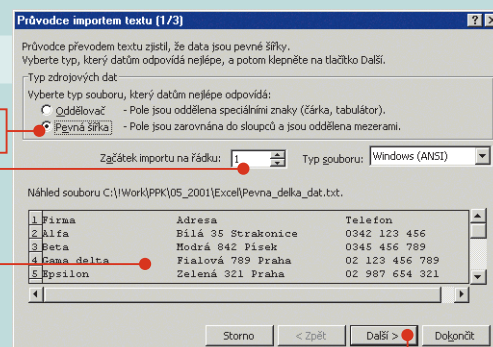 Průvodce importem textu (1/3)
Průvodce převodem textu zjistil, že data jsou pevné šířky.
Vyberte typ, který datům odpovídá nejlépe, a potom klepněte na tlačítko Další.
Typ zdrojových dat
Vyberte typ souboru, který datům nejlépe odpovídá:
Oddělovač - Pole jsou oddělena speciálními znaky (čárka, tabulátor).
Pevná šířka - Pole jsou zarovnána do sloupců a jsou oddělena mezerami.
Začátek importu na řádku: 1 Typ souboru: Windows (ANSI)
Náhled souboru C:\!Work\PPK\05_2001\Excel\Pevna_delka_dat.txt.
1 Firma Adresa Telefon
2 Alfa Bílá 35 Strakonice 0342 123 456
3 Beta Modrá 842 Písek 0345 456 789
4 Gama delta Fialová 789 Praha 02 123 456 789
5 Epsilon Zelená 321 Praha 02 987 654 321
Storno < Zpět Další > Dokončit